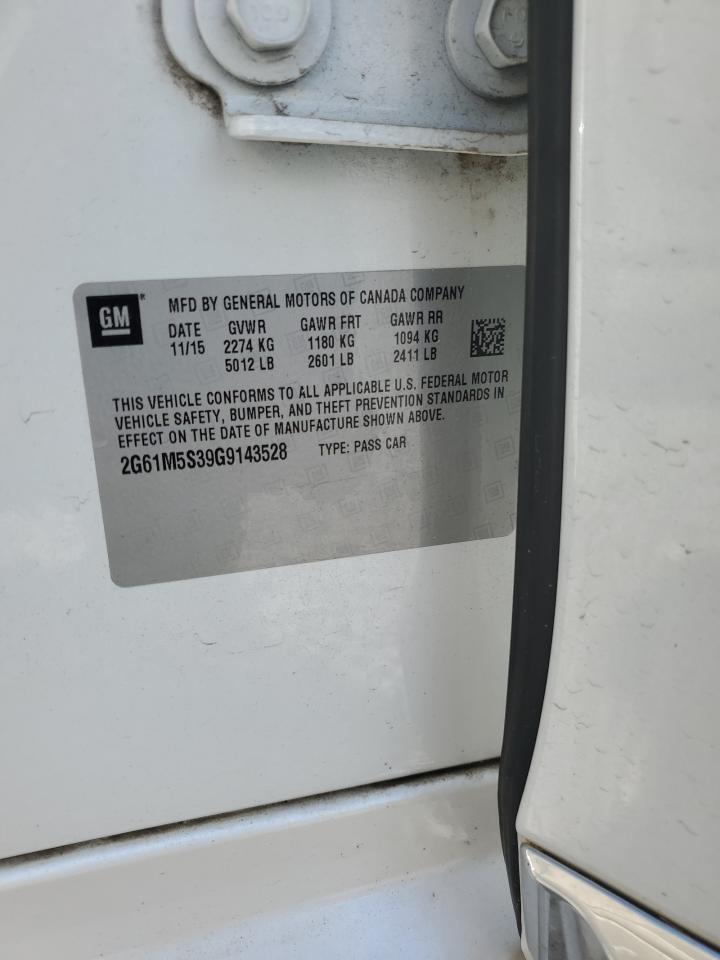 GM®
MFD BY GENERAL MOTORS OF CANADA COMPANY
DATE GVWR GAWR FRT GAWR RR
11/15 2274 KG 1180 KG 1094 KG
5012 LB 2601 LB 2411 LB
THIS VEHICLE CONFORMS TO ALL APPLICABLE U.S. FEDERAL MOTOR
VEHICLE SAFETY, BUMPER, AND THEFT PREVENTION STANDARDS IN
EFFECT ON THE DATE OF MANUFACTURE SHOWN ABOVE.
2G61M5S39G9143528 TYPE: PASS CAR